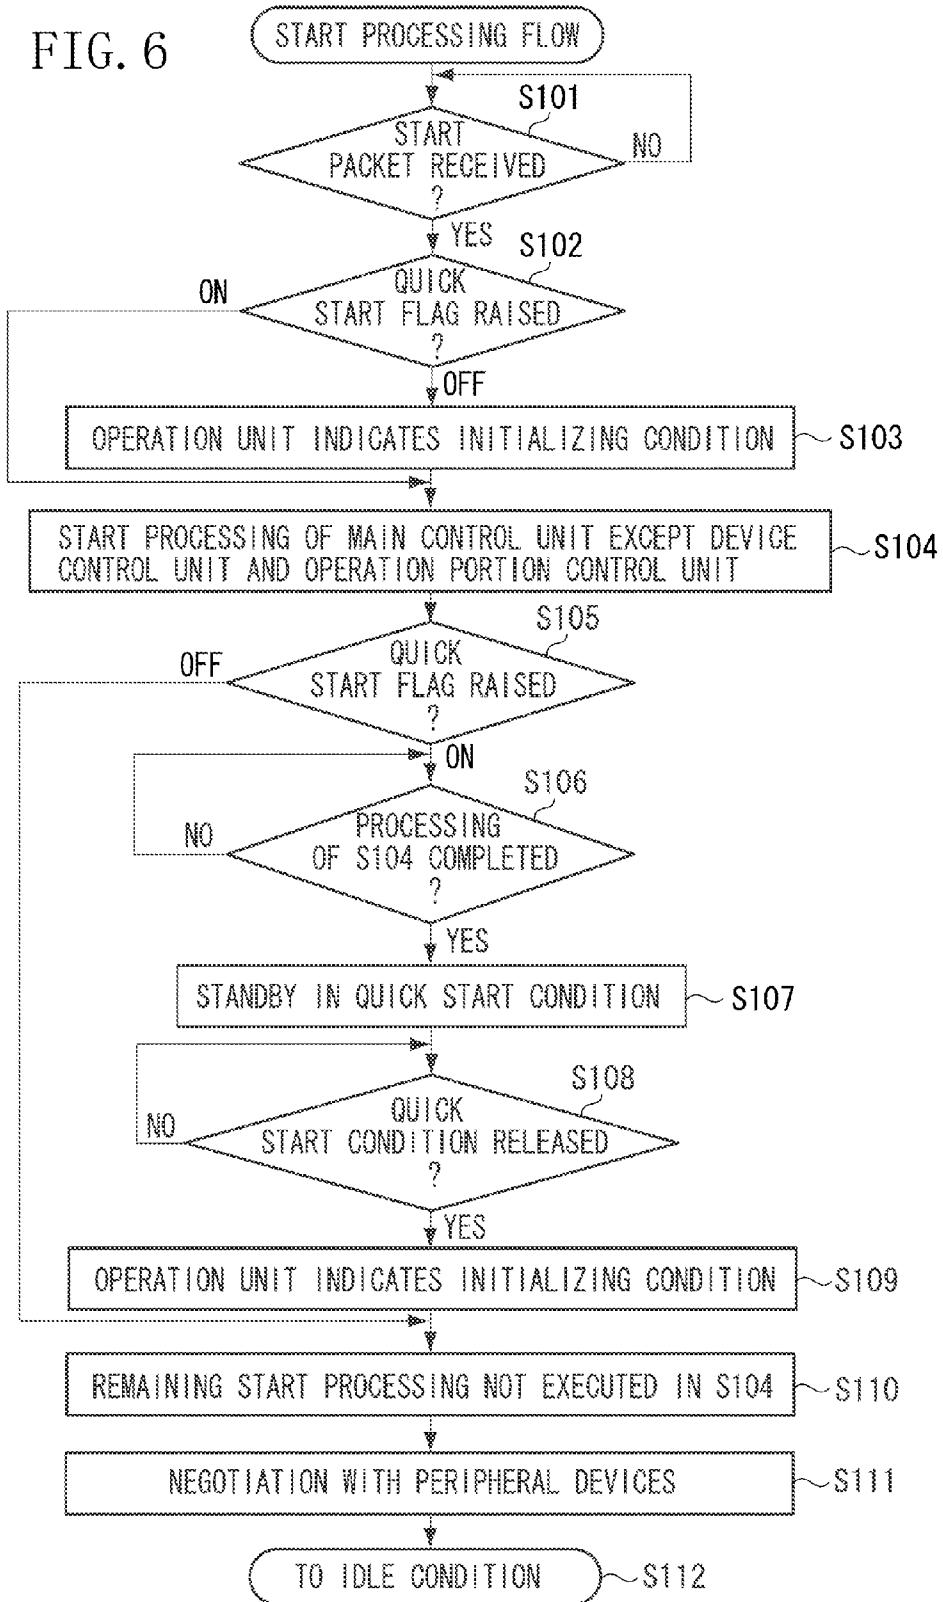 FIG. 6
START PROCESSING FLOW
S101
START
PACKET RECEIVED
?
NO
YES
S102
QUICK
START FLAG RAISED
?
ON
OFF
OPERATION UNIT INDICATES INITIALIZING CONDITION
S103
START PROCESSING OF MAIN CONTROL UNIT EXCEPT DEVICE
CONTROL UNIT AND OPERATION PORTION CONTROL UNIT
S104
S105
QUICK
START FLAG RAISED
?
OFF
ON
S106
PROCESSING
OF S104 COMPLETED
?
NO
YES
STANDBY IN QUICK START CONDITION
S107
S108
QUICK
START CONDITION RELEASED
?
NO
YES
OPERATION UNIT INDICATES INITIALIZING CONDITION
S109
REMAINING START PROCESSING NOT EXECUTED IN S104
S110
NEGOTIATION WITH PERIPHERAL DEVICES
S111
TO IDLE CONDITION
S112